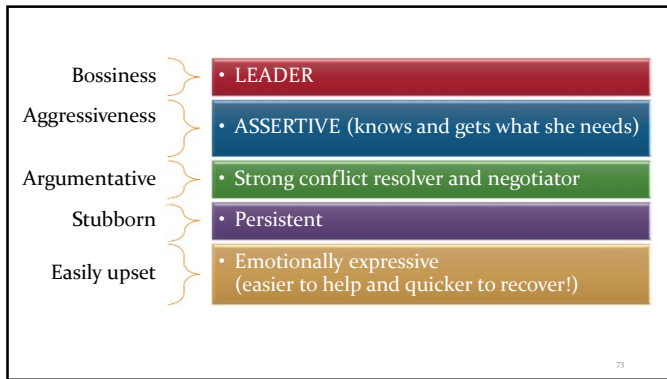 Bossiness
• LEADER
Aggressiveness
• ASSERTIVE (knows and gets what she needs)
Argumentative
• Strong conflict resolver and negotiator
Stubborn
• Persistent
Easily upset
• Emotionally expressive
(easier to help and quicker to recover!)
73